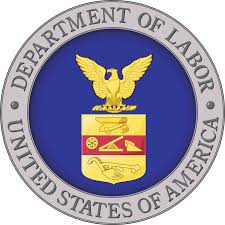 DEPARTMENT OF LABOR
UNITED STATES OF AMERICA